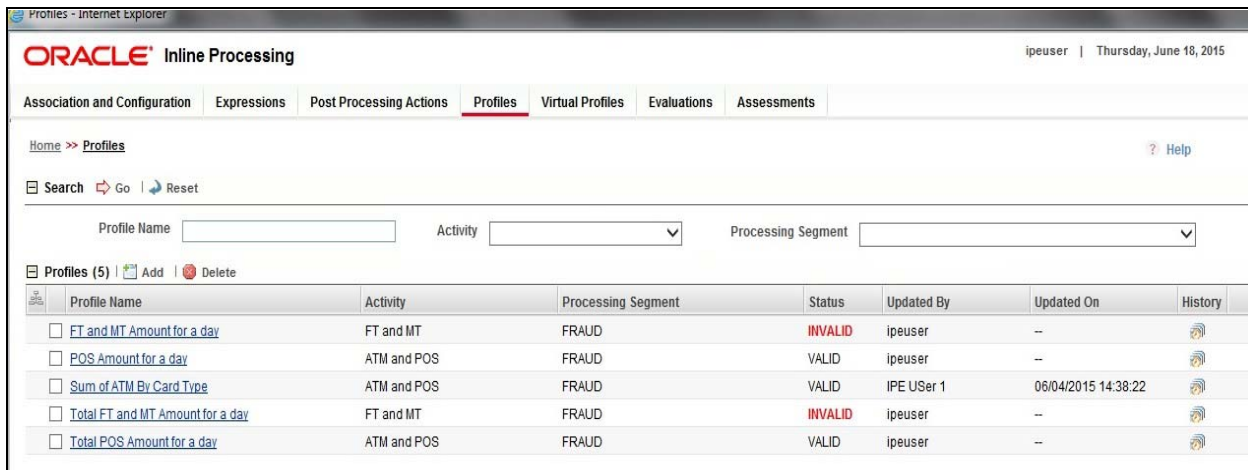 Profiles - Internet Explorer
ORACLE Inline Processing
ipeuser | Thursday, June 18, 2015
Association and Configuration Expressions Post Processing Actions Profiles Virtual Profiles Evaluations Assessments
Home >> Profiles
? Help
Search Go | Reset
Profile Name Activity Processing Segment
Profiles (5) | Add | Delete
Profile Name Activity Processing Segment Status Updated By Updated On History
FT and MT Amount for a day FT and MT FRAUD INVALID ipeuser --
POS Amount for a day ATM and POS FRAUD VALID ipeuser --
Sum of ATM By Card Type ATM and POS FRAUD VALID IPE USer 1 06/04/2015 14:38:22
Total FT and MT Amount for a day FT and MT FRAUD INVALID ipeuser --
Total POS Amount for a day ATM and POS FRAUD VALID ipeuser --